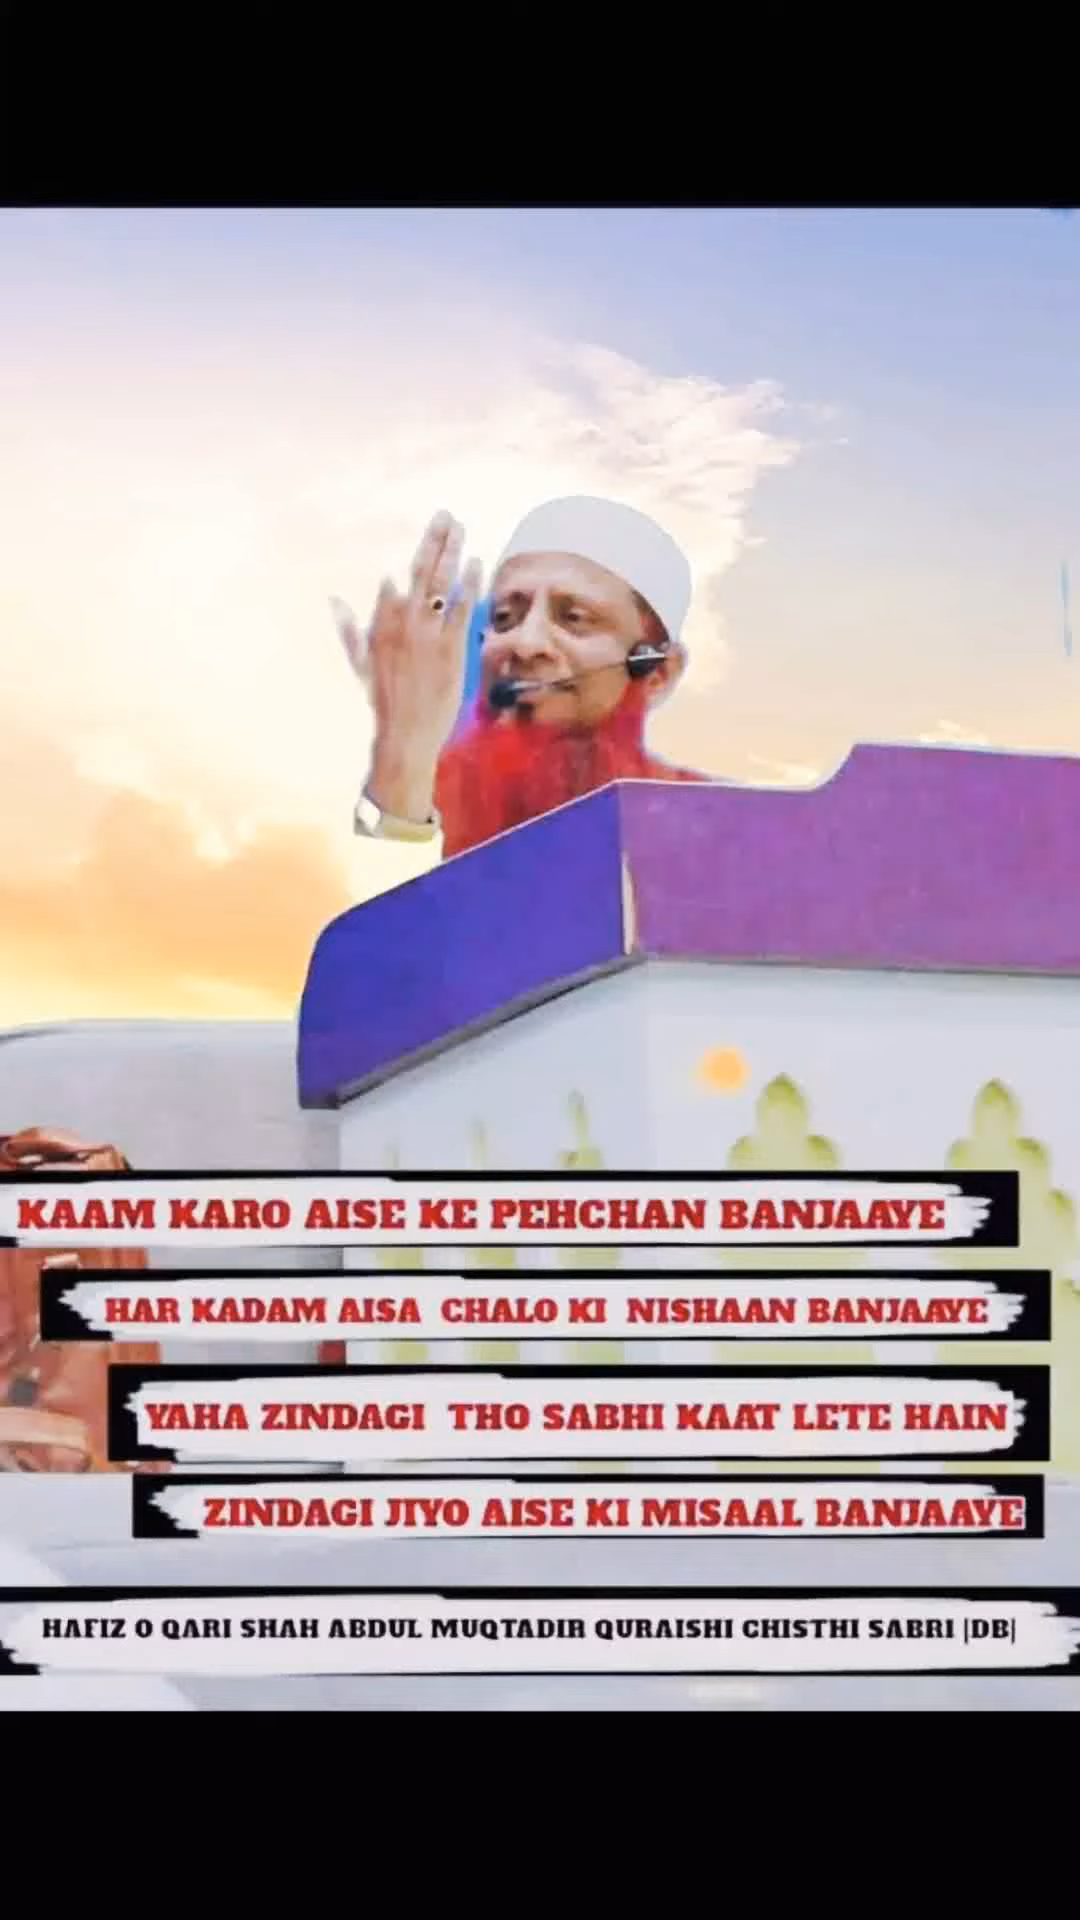 KAAM KARO AISE KE PEHCHAN BANJAAYE
HAR KADAM AISA CHALO KI NISHAAN BANJAAYE
YAHA ZINDAGI THO SABHI KAAT LETE HAIN
ZINDAGI JIYO AISE KI MISAAL BANJAAYE
HAFIZ O QARI SHAH ABDUL MUQTADIR QURAISHI CHISTHI SABRI |DB|